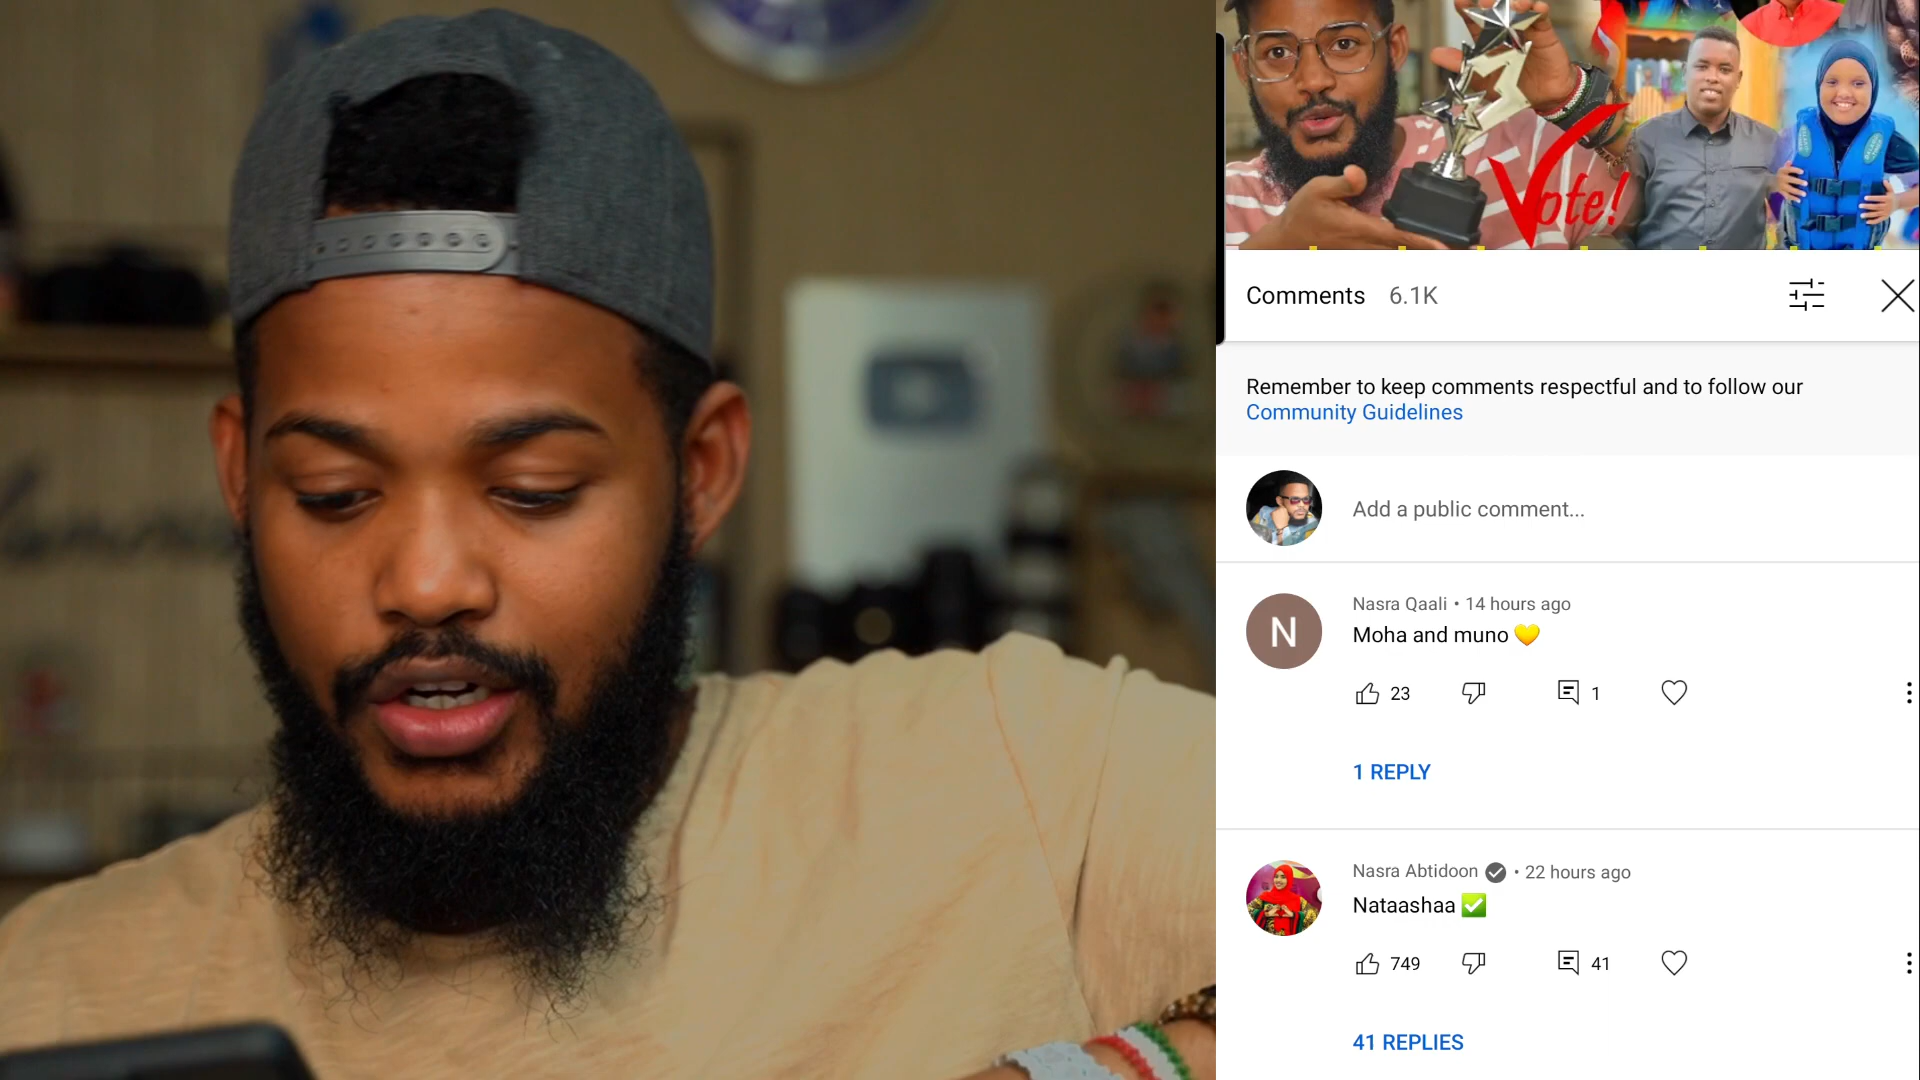 Vote!
Comments 6.1K
Remember to keep comments respectful and to follow our
Community Guidelines
Add a public comment...
N
Nasra Qaali • 14 hours ago
Moha and muno 💛
23 1
1 REPLY
Nasra Abtidoon • 22 hours ago
Nataashaa ✅
749 41
41 REPLIES